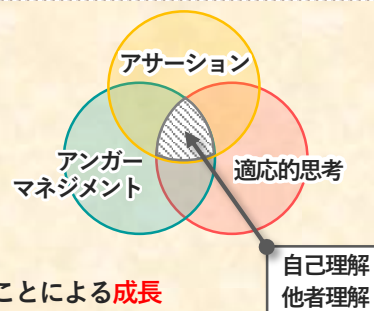 アサーション
アンガー
マネジメント
適応的思考
自己理解
他者理解
ことによる成長